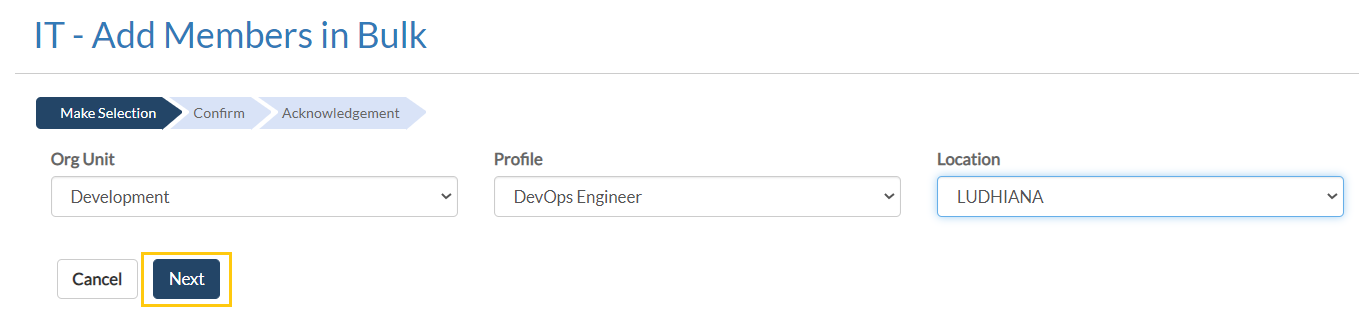 IT - Add Members in Bulk
Make Selection Confirm Acknowledgement
Org Unit Profile Location
Development DevOps Engineer LUDHIANA
Cancel Next